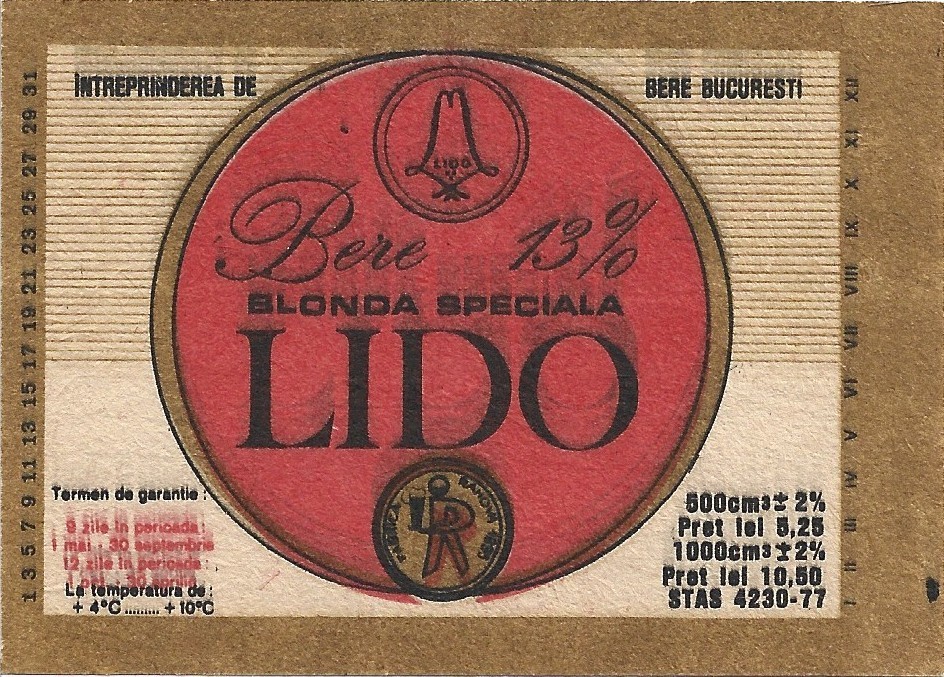 INTREPRINDEREA DE BERE BUCURESTI
LIDO
Bere 13%
BLONDA SPECIALA
LIDO
FABRICA
Termen de garantie :
8 zile in perioada :
1 mai - 30 septembrie
12 zile in perioada :
1 oct. - 30 aprilie
La temperatura de :
+ 4°C ......... + 10°C
500cm³ ± 2%
Pret lei 5,25
1000cm³ ± 2%
Pret lei 10,50
STAS 4230-77
1 3 5 7 9 11 13 15 17 19 21 23 25 27 29 31
I II III IV V VI VII VIII IX X XI XII